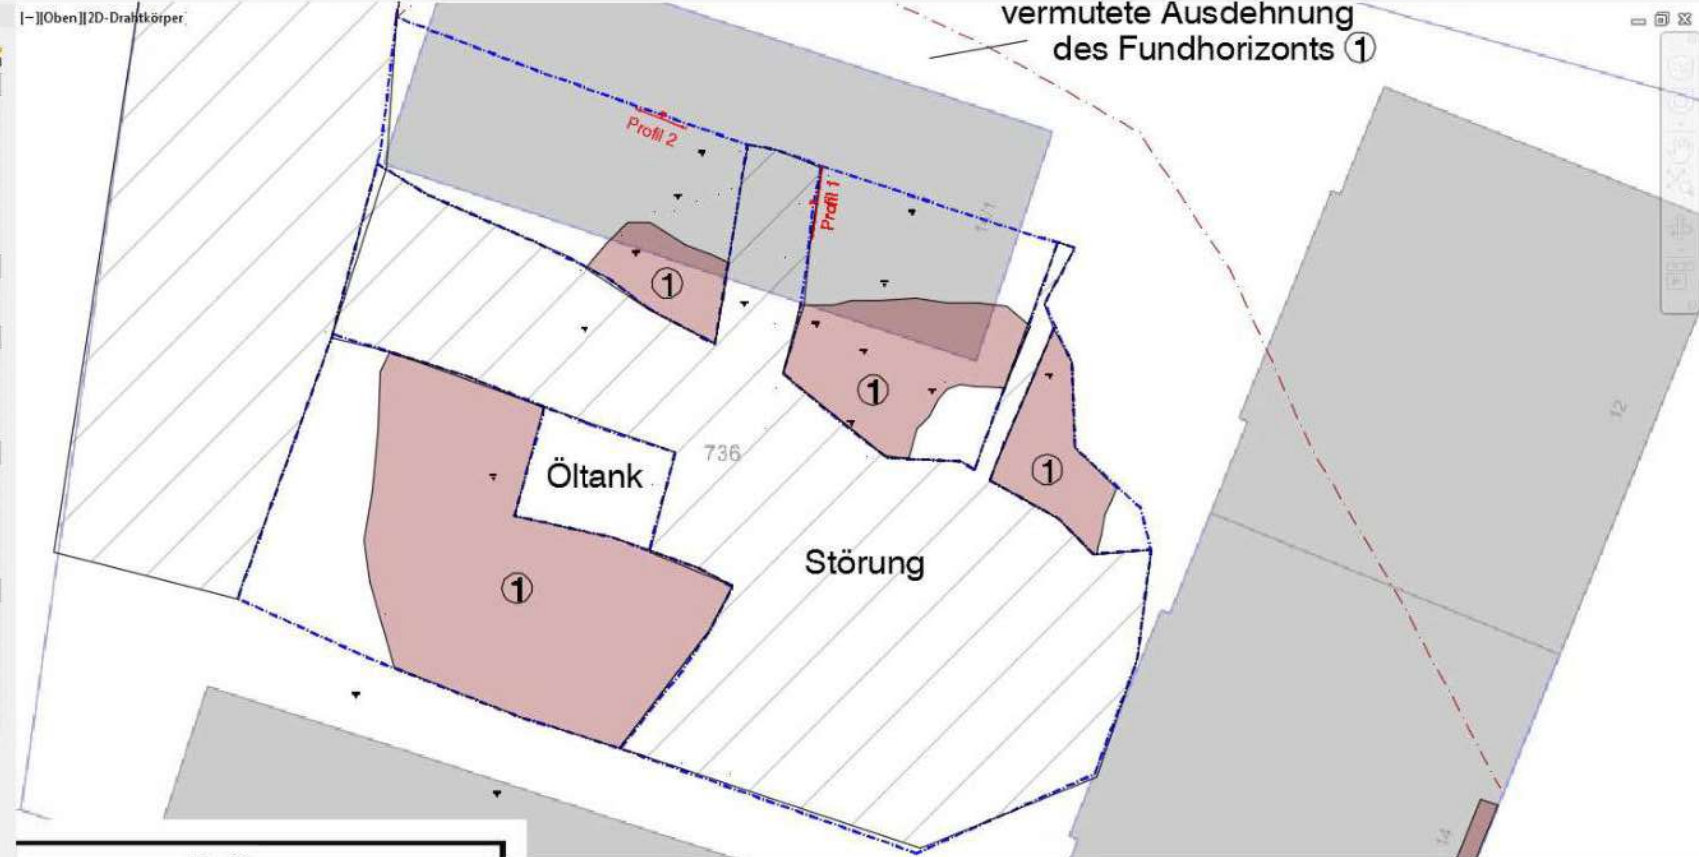 [−][Oben][2D-Drahtkörper]
vermutete Ausdehnung
des Fundhorizonts ①
Profil 2
Profil 1
①
①
12
736
Öltank
①
Störung
①
14